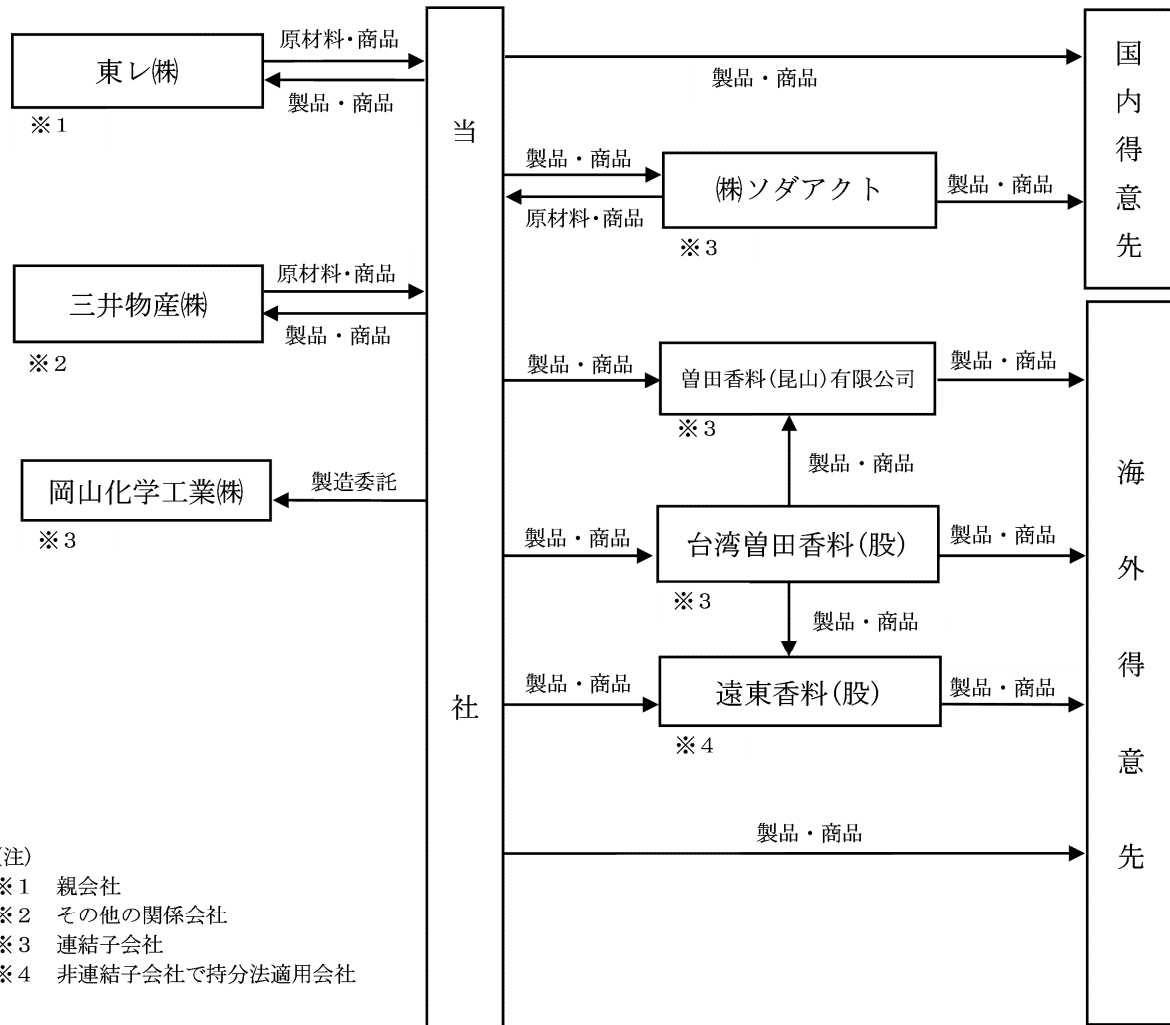 原材料・商品
東レ㈱
製品・商品
※1
三井物産㈱
原材料・商品
製品・商品
※2
岡山化学工業㈱
製造委託
※3
当社
製品・商品
製品・商品
㈱ソダアクト
製品・商品
原材料・商品
※3
製品・商品
曽田香料(昆山)有限公司
製品・商品
※3
製品・商品
製品・商品
台湾曽田香料(股)
製品・商品
※3
製品・商品
製品・商品
遠東香料(股)
製品・商品
※4
製品・商品
国内得意先
海外得意先
(注)
※1 親会社
※2 その他の関係会社
※3 連結子会社
※4 非連結子会社で持分法適用会社